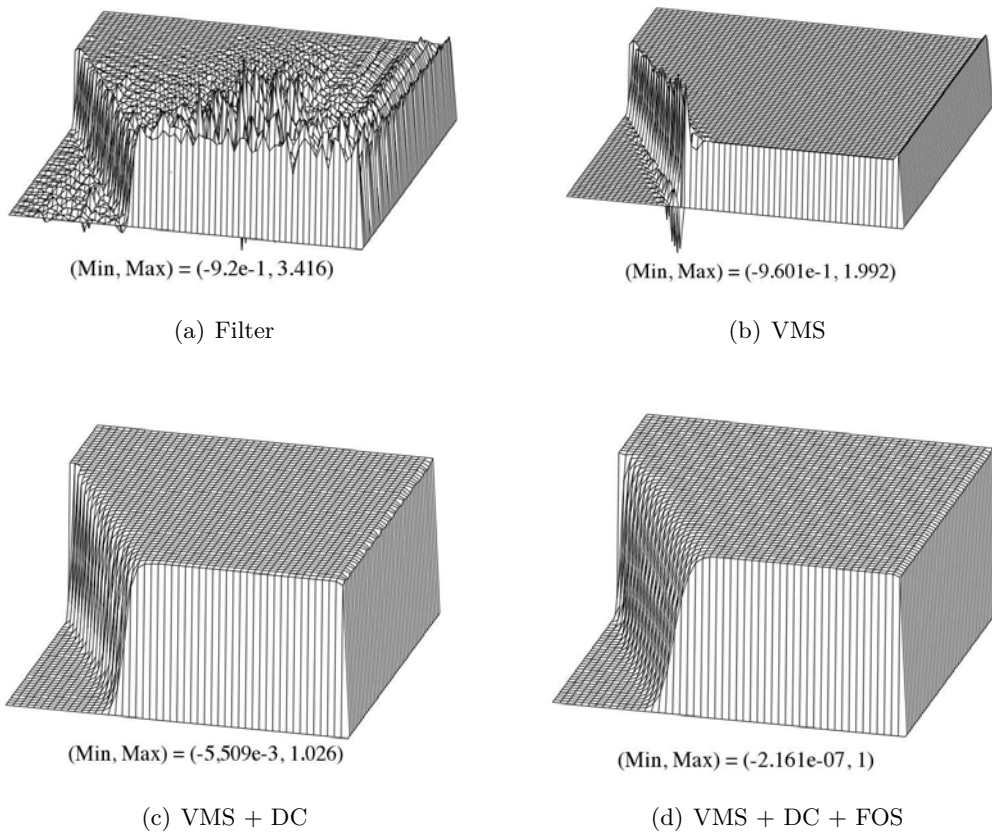 (Min, Max) = (-9.2e-1, 3.416)
(Min, Max) = (-9.601e-1, 1.992)
(a) Filter
(b) VMS
(Min, Max) = (-5,509e-3, 1.026)
(Min, Max) = (-2.161e-07, 1)
(c) VMS + DC
(d) VMS + DC + FOS